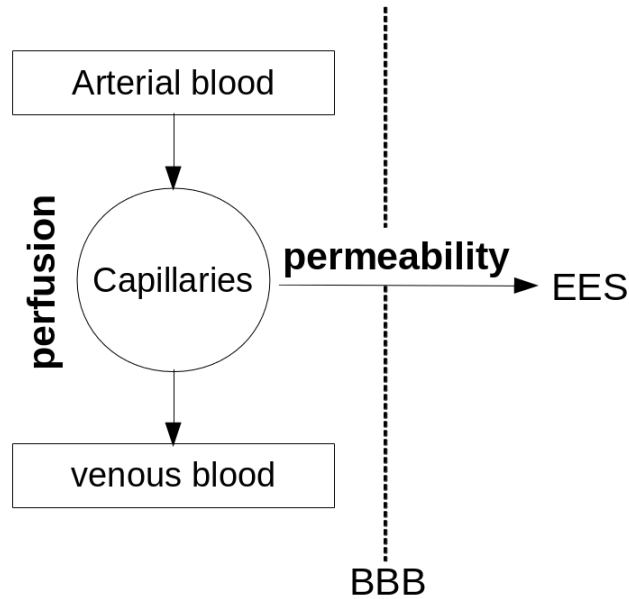 Arterial blood
perfusion
Capillaries
permeability
EES
venous blood
BBB